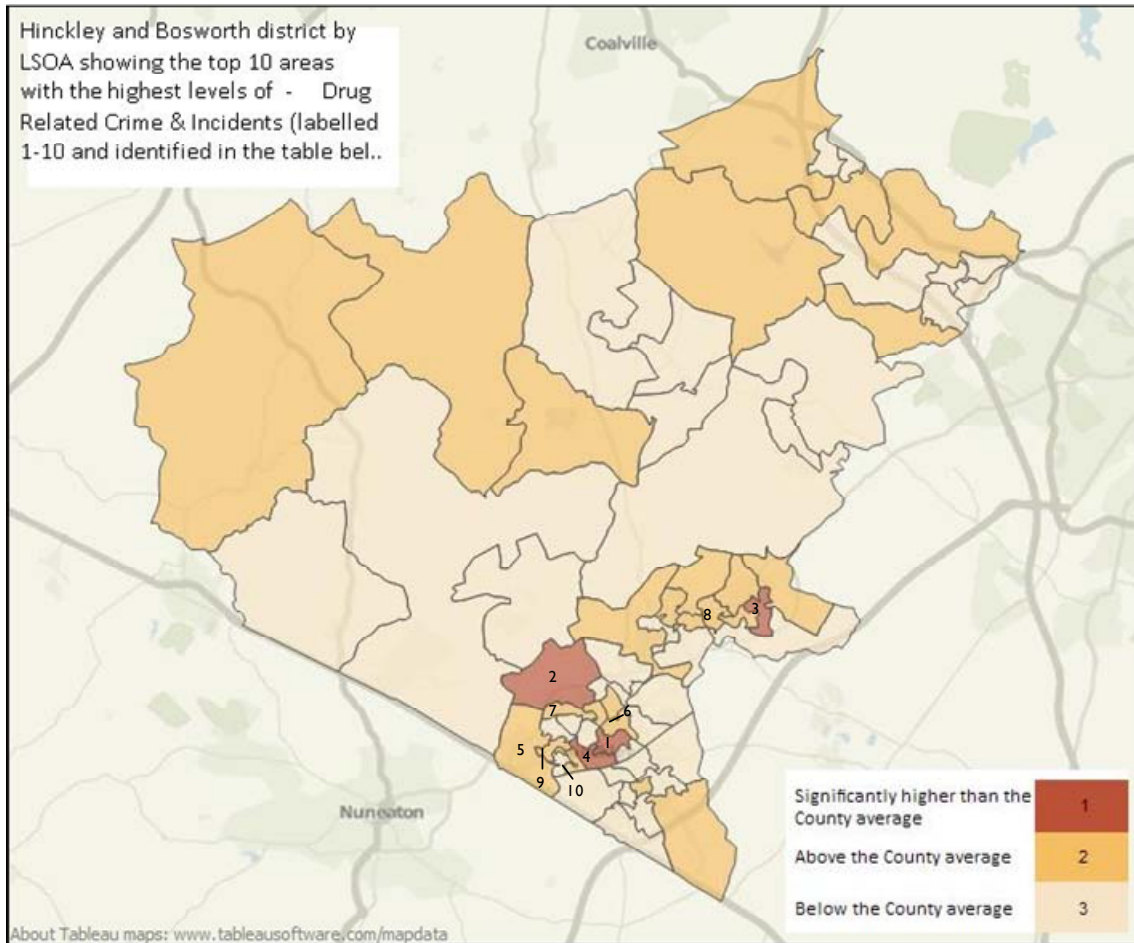 Hinckley and Bosworth district by
LSOA showing the top 10 areas
with the highest levels of - Drug
Related Crime & Incidents (labelled
1-10 and identified in the table bel..
Coalville
8
3
2
7
6
5
1
4
9
10
Nuneaton
Significantly higher than the
County average
1
Above the County average
2
Below the County average
3
About Tableau maps: www.tableausoftware.com/mapdata